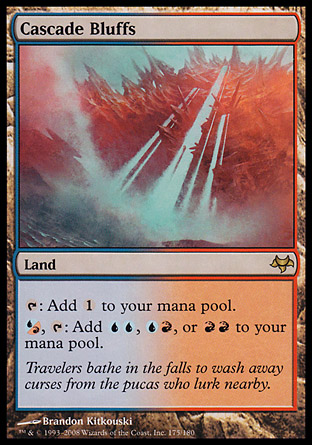 Cascade Bluffs
Land
: Add 1 to your mana pool.
, : Add , , or to your
mana pool.
Travelers bathe in the falls to wash away
curses from the pucas who lurk nearby.
Brandon Kitkouski
™ & © 1993-2008 Wizards of the Coast, Inc. 175/180